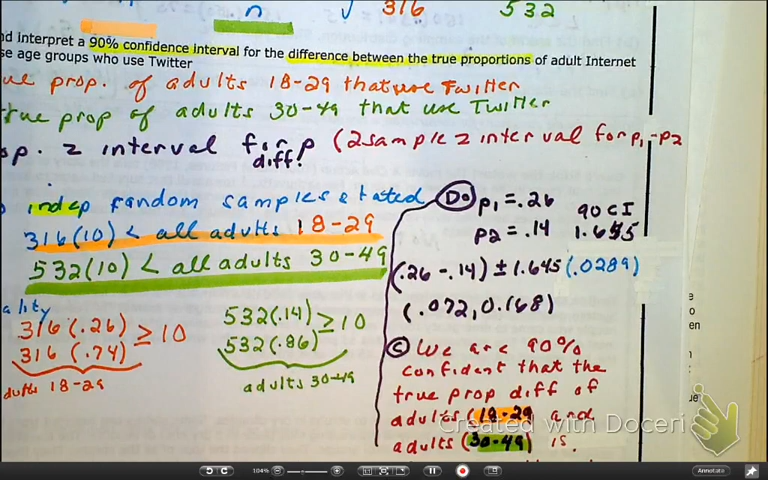 n √ 316 532
nd interpret a 90% confidence interval for the difference between the true proportions of adult Internet
se age groups who use Twitter
ue prop. of adults 18-29 that use Twitter
true prop of adults 30-49 that use Twitter
op. z interval for p (2 sample z interval for p1-p2
diff!
indep random samples stated
316(10) < all adults 18-29
532(10) < all adults 30-49
ality
316(.26) ≥ 10
316(.74)
adults 18-29
532(.14) ≥ 10
532(.86)
adults 30-49
Do p1 = .26 90 CI
p2 = .14 1.645
(.26 - .14) ± 1.645 (.0289)
(.072, 0.168)
C We are 90%
confident that the
true prop diff of
adults (18-29 and
adults (30-49) is
Created with Doceri
e
o
en
ue
104%
Annotate